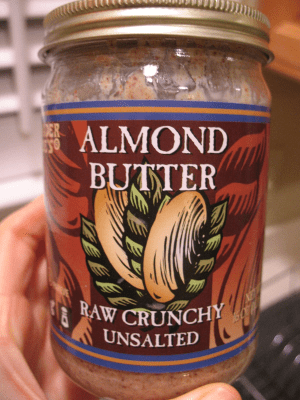 ALMOND
BUTTER
RAW CRUNCHY
UNSALTED